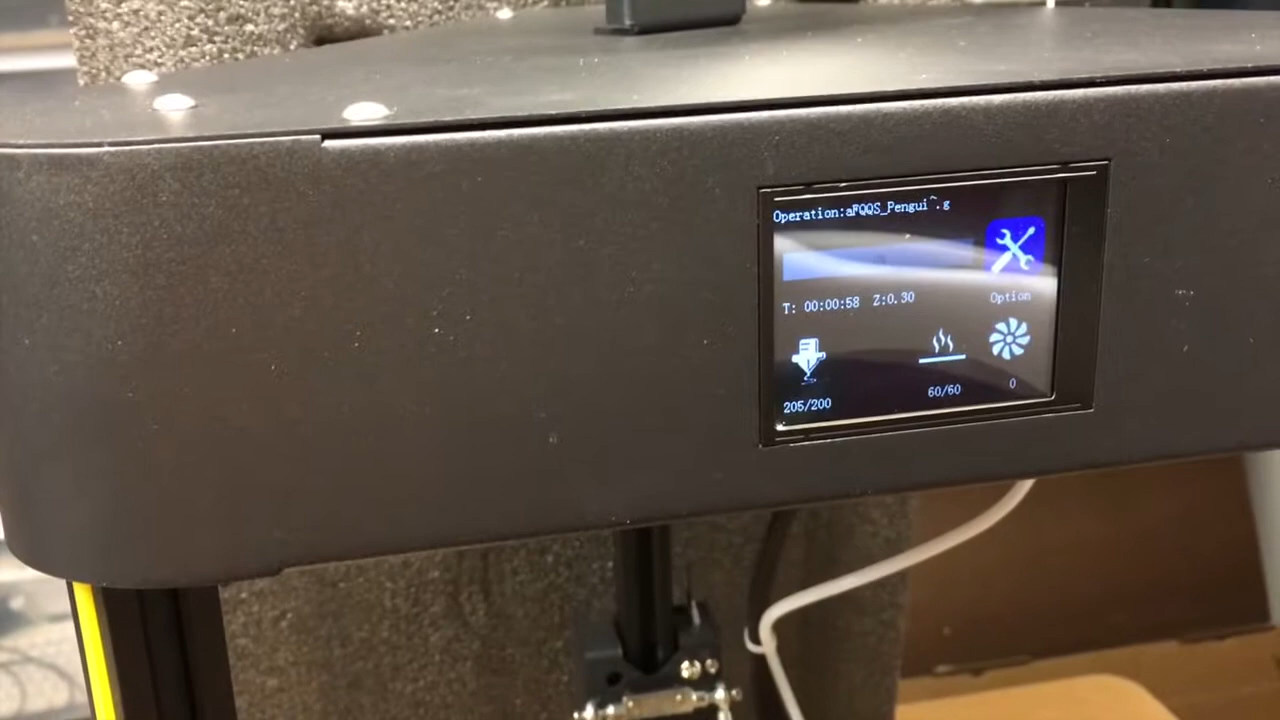 Operation:aFQQS_Pengui~.g
T: 00:00:58 Z:0.30
Option
205/200
60/60
0